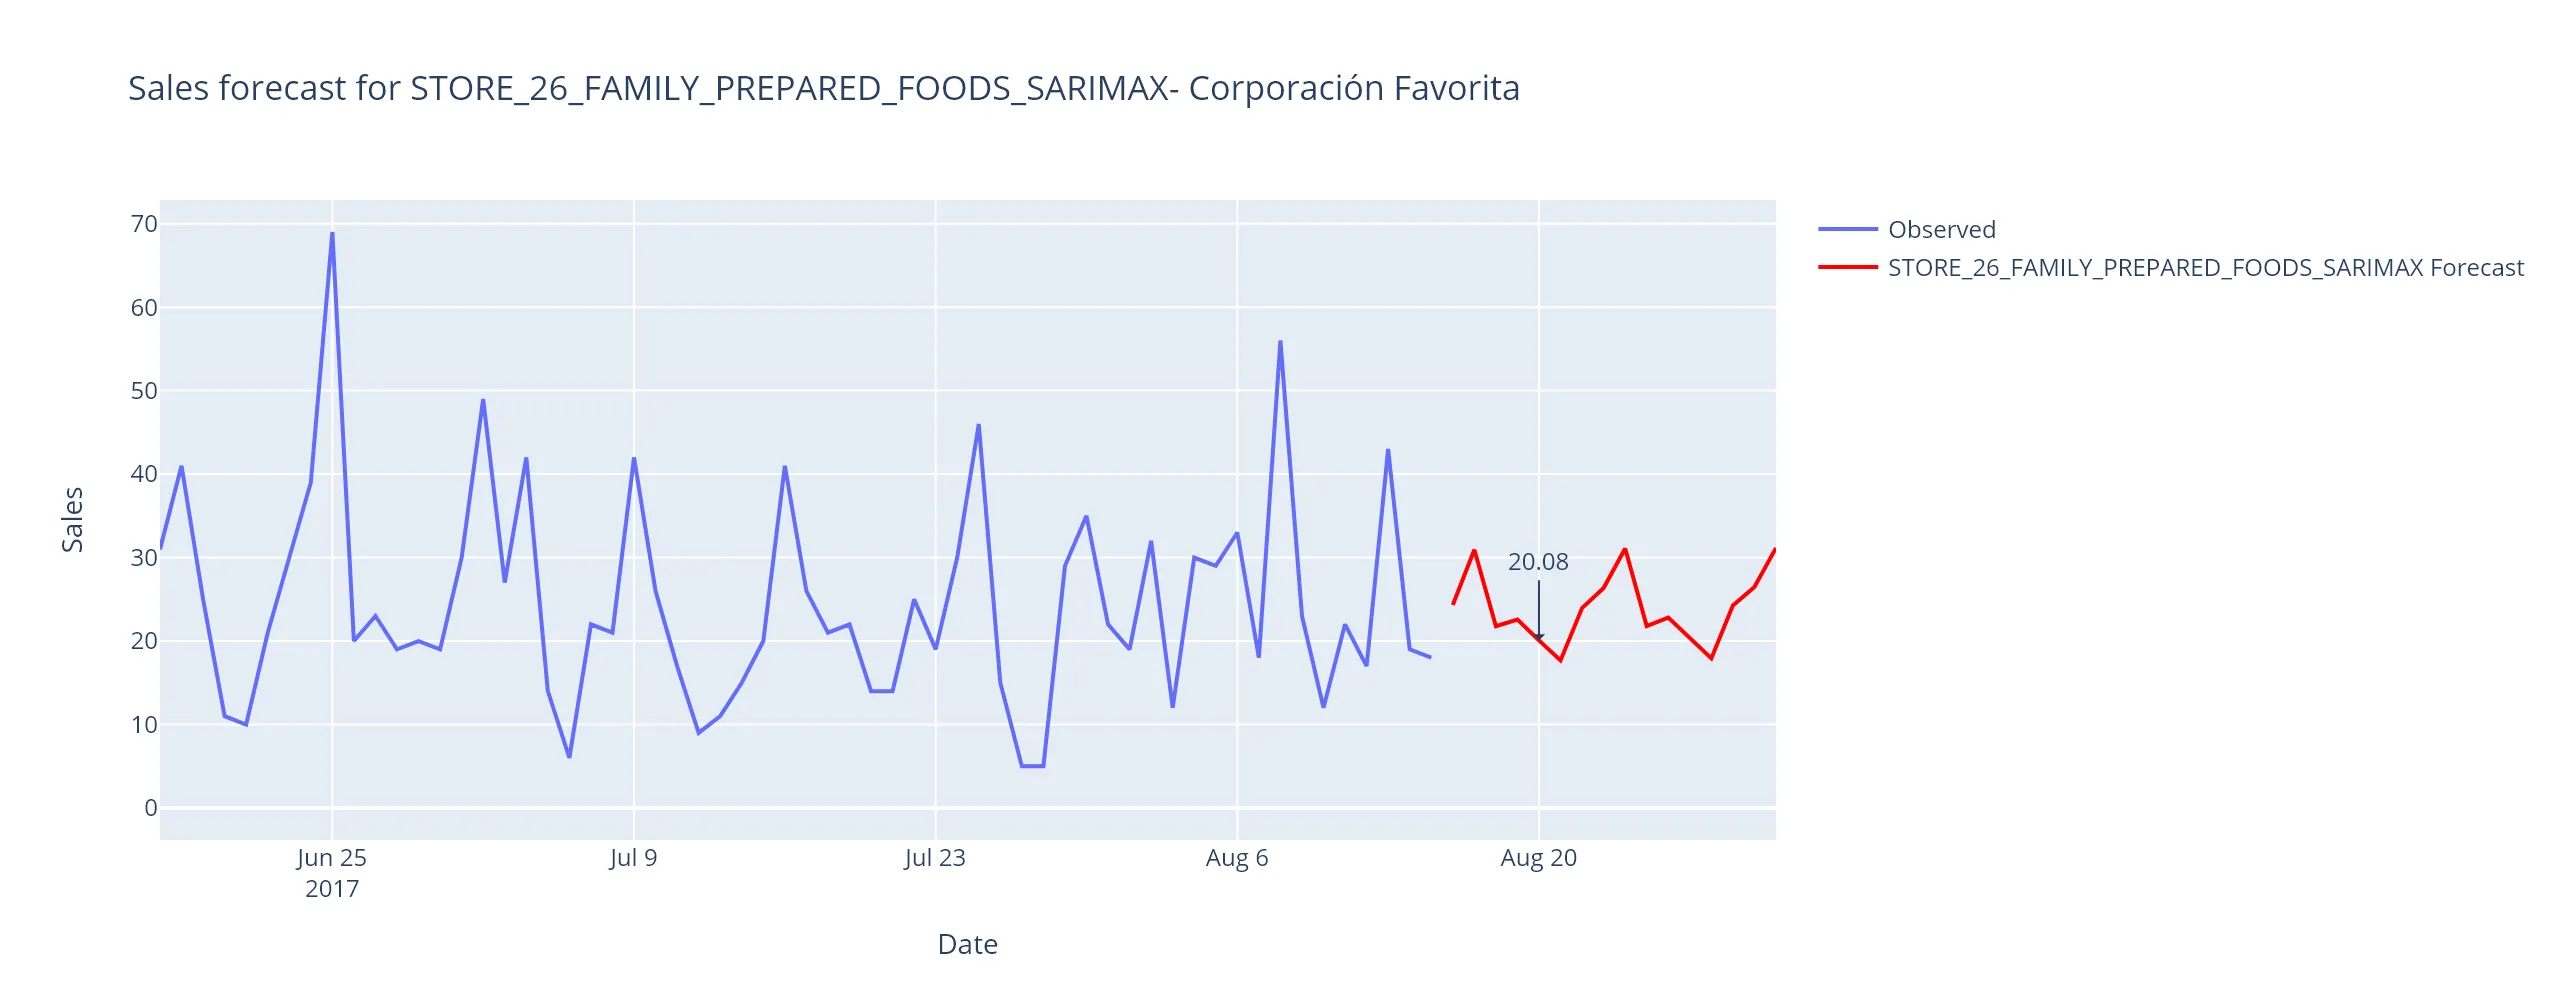 Sales forecast for STORE_26_FAMILY_PREPARED_FOODS_SARIMAX- Corporación Favorita
70
60
50
40
30
20
10
0
Sales
20.08
Jun 25
2017
Jul 9
Jul 23
Aug 6
Aug 20
Date
Observed
STORE_26_FAMILY_PREPARED_FOODS_SARIMAX Forecast